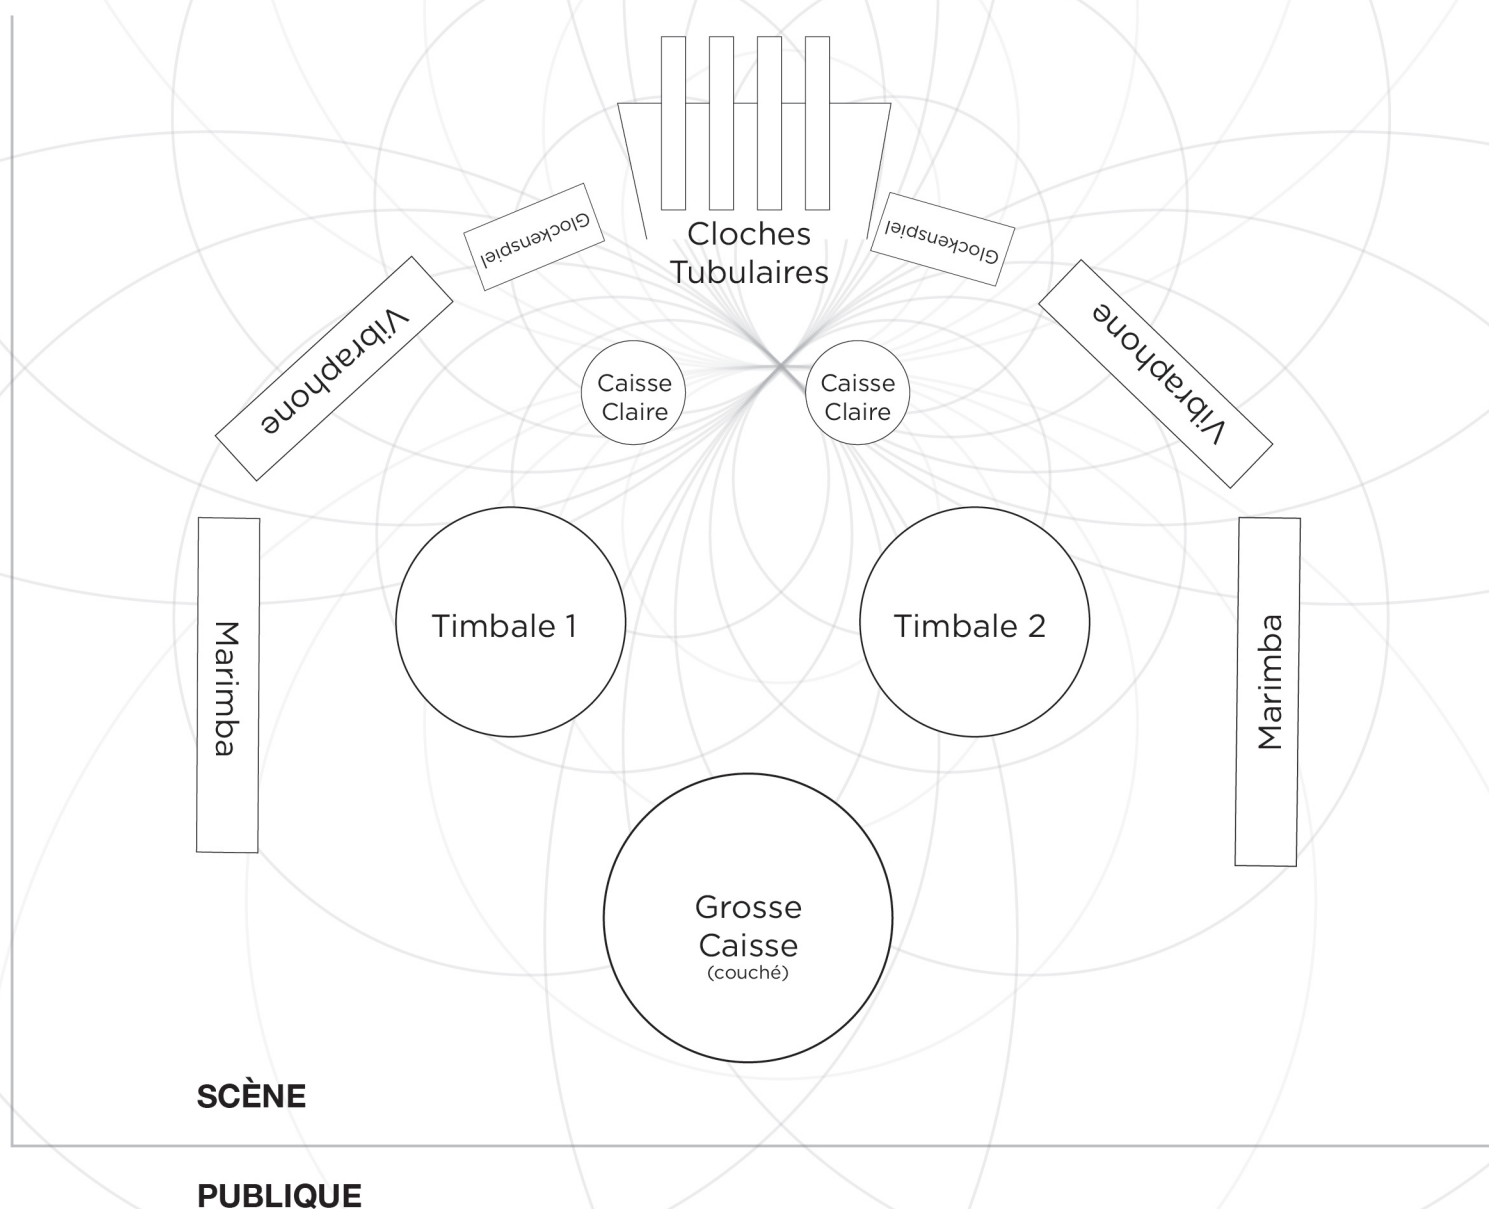 Cloches
Tubulaires
Glockenspiel
Glockenspiel
Vibraphone
Vibraphone
Caisse
Claire
Caisse
Claire
Timbale 1
Timbale 2
Marimba
Marimba
Grosse
Caisse
(couché)
SCÈNE
PUBLIQUE